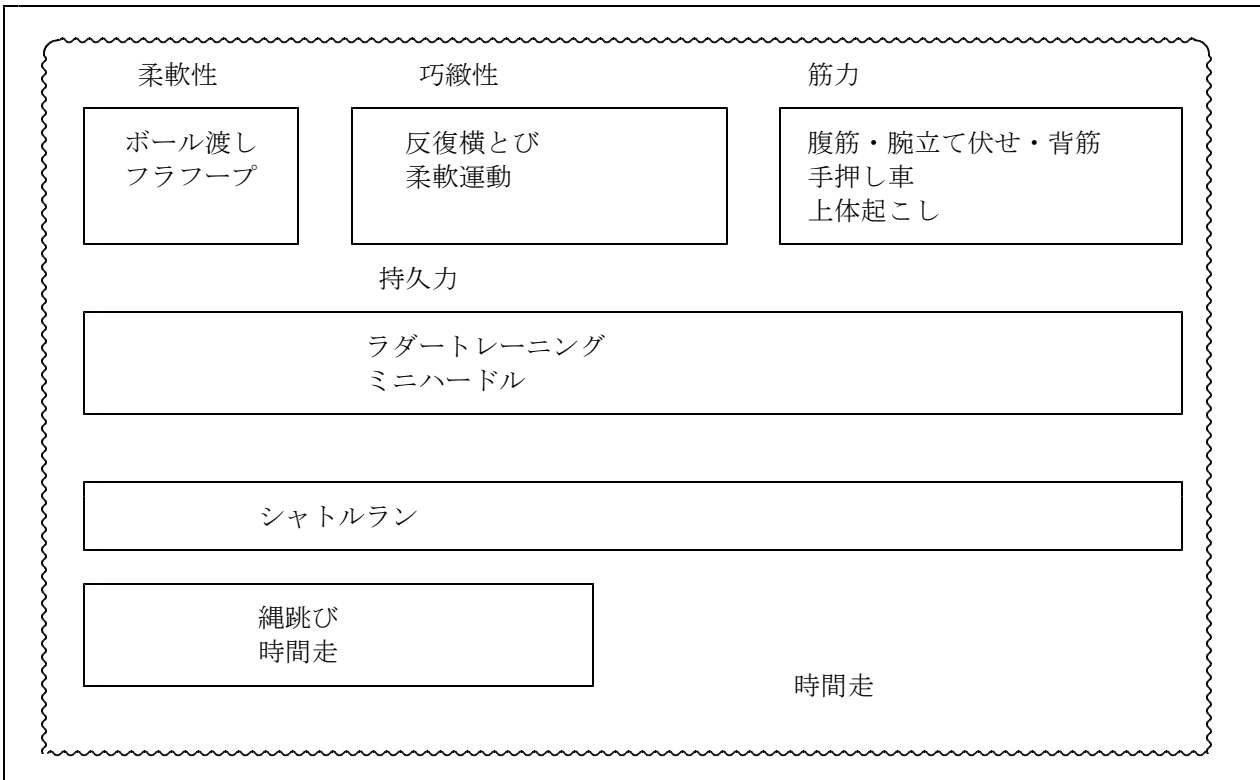 柔軟性
巧緻性
筋力
ボール渡し
フラフープ
反復横とび
柔軟運動
腹筋・腕立て伏せ・背筋
手押し車
上体起こし
持久力
ラダートレーニング
ミニハードル
シャトルラン
縄跳び
時間走
時間走